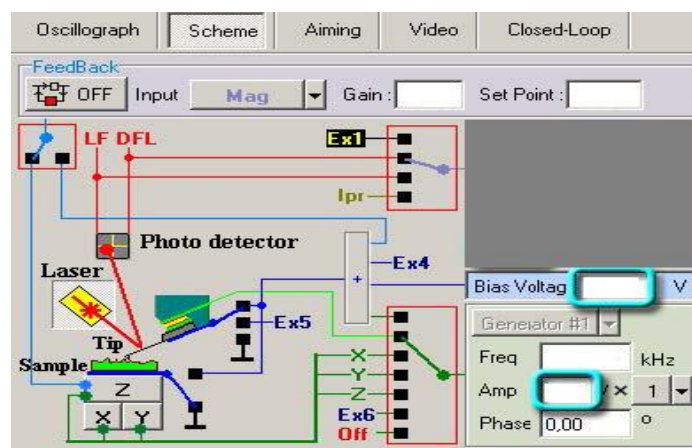 Oscillograph Scheme Aiming Video Closed-Loop
FeedBack
OFF Input Mag Gain : Set Point :
LF DFL Ex1
Ipr
Photo detector
Laser Ex4
+
Bias Voltag V
Ex5 Generator #1
Tip X Freq kHz
Sample Y
Z Z Amp V × 1
X Y Ex6 Phase 0,00 o
Off